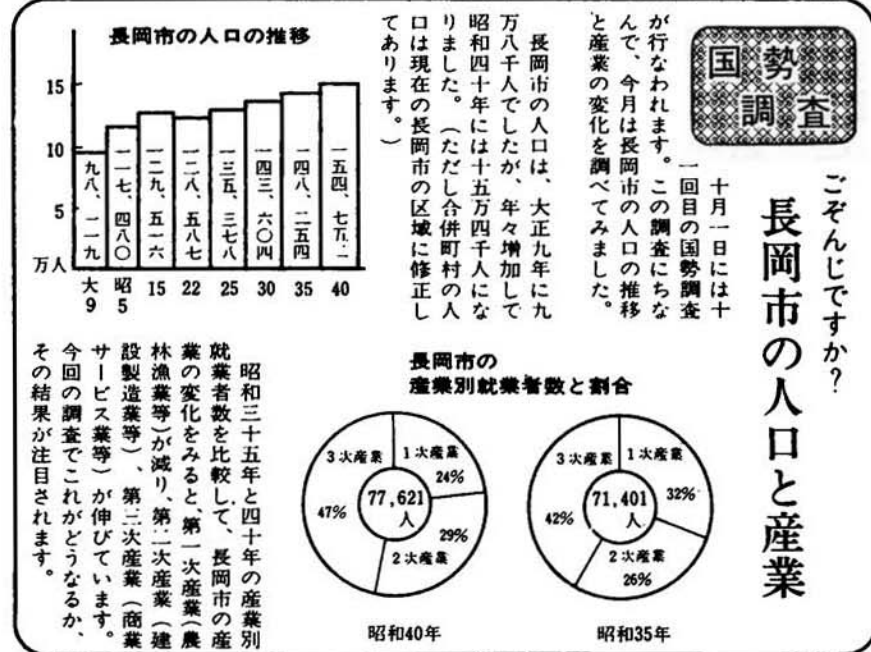 国勢調査
ごぞんじですか?
長岡市の人口と産業
十月一日には十
一回目の国勢調査
が行なわれます。この調査にちな
んで、今月は長岡市の人口の推移
と産業の変化を調べてみました。
長岡市の人口は、大正九年に九
万八千人でしたが、年々増加して
昭和四十年には十五万四千人にな
りました。(ただし合併町村の人
口は現在の長岡市の区域に修正し
てあります。)
長岡市の人口の推移
15
10
5
万人
九八、二一九
一一七、四八〇
一二九、五一六
一二八、五八七
一三五、三七八
一四三、六〇四
一四八、二五四
一五四、七五
大9
昭5
15
22
25
30
35
40
長岡市の
産業別就業者数と割合
3次産業
1次産業
32%
71,401
人
42%
2次産業
26%
昭和35年
3次産業
1次産業
24%
77,621
人
47%
29%
2次産業
昭和40年
昭和三十五年と四十年の産業別
就業者数を比較して、長岡市の産
業の変化をみると、第一次産業(農
林漁業等)が減り、第二次産業(建
設製造業等)、第三次産業(商業
サービス業等)が伸びています。
今回の調査でこれがどうなるか、
その結果が注目されます。